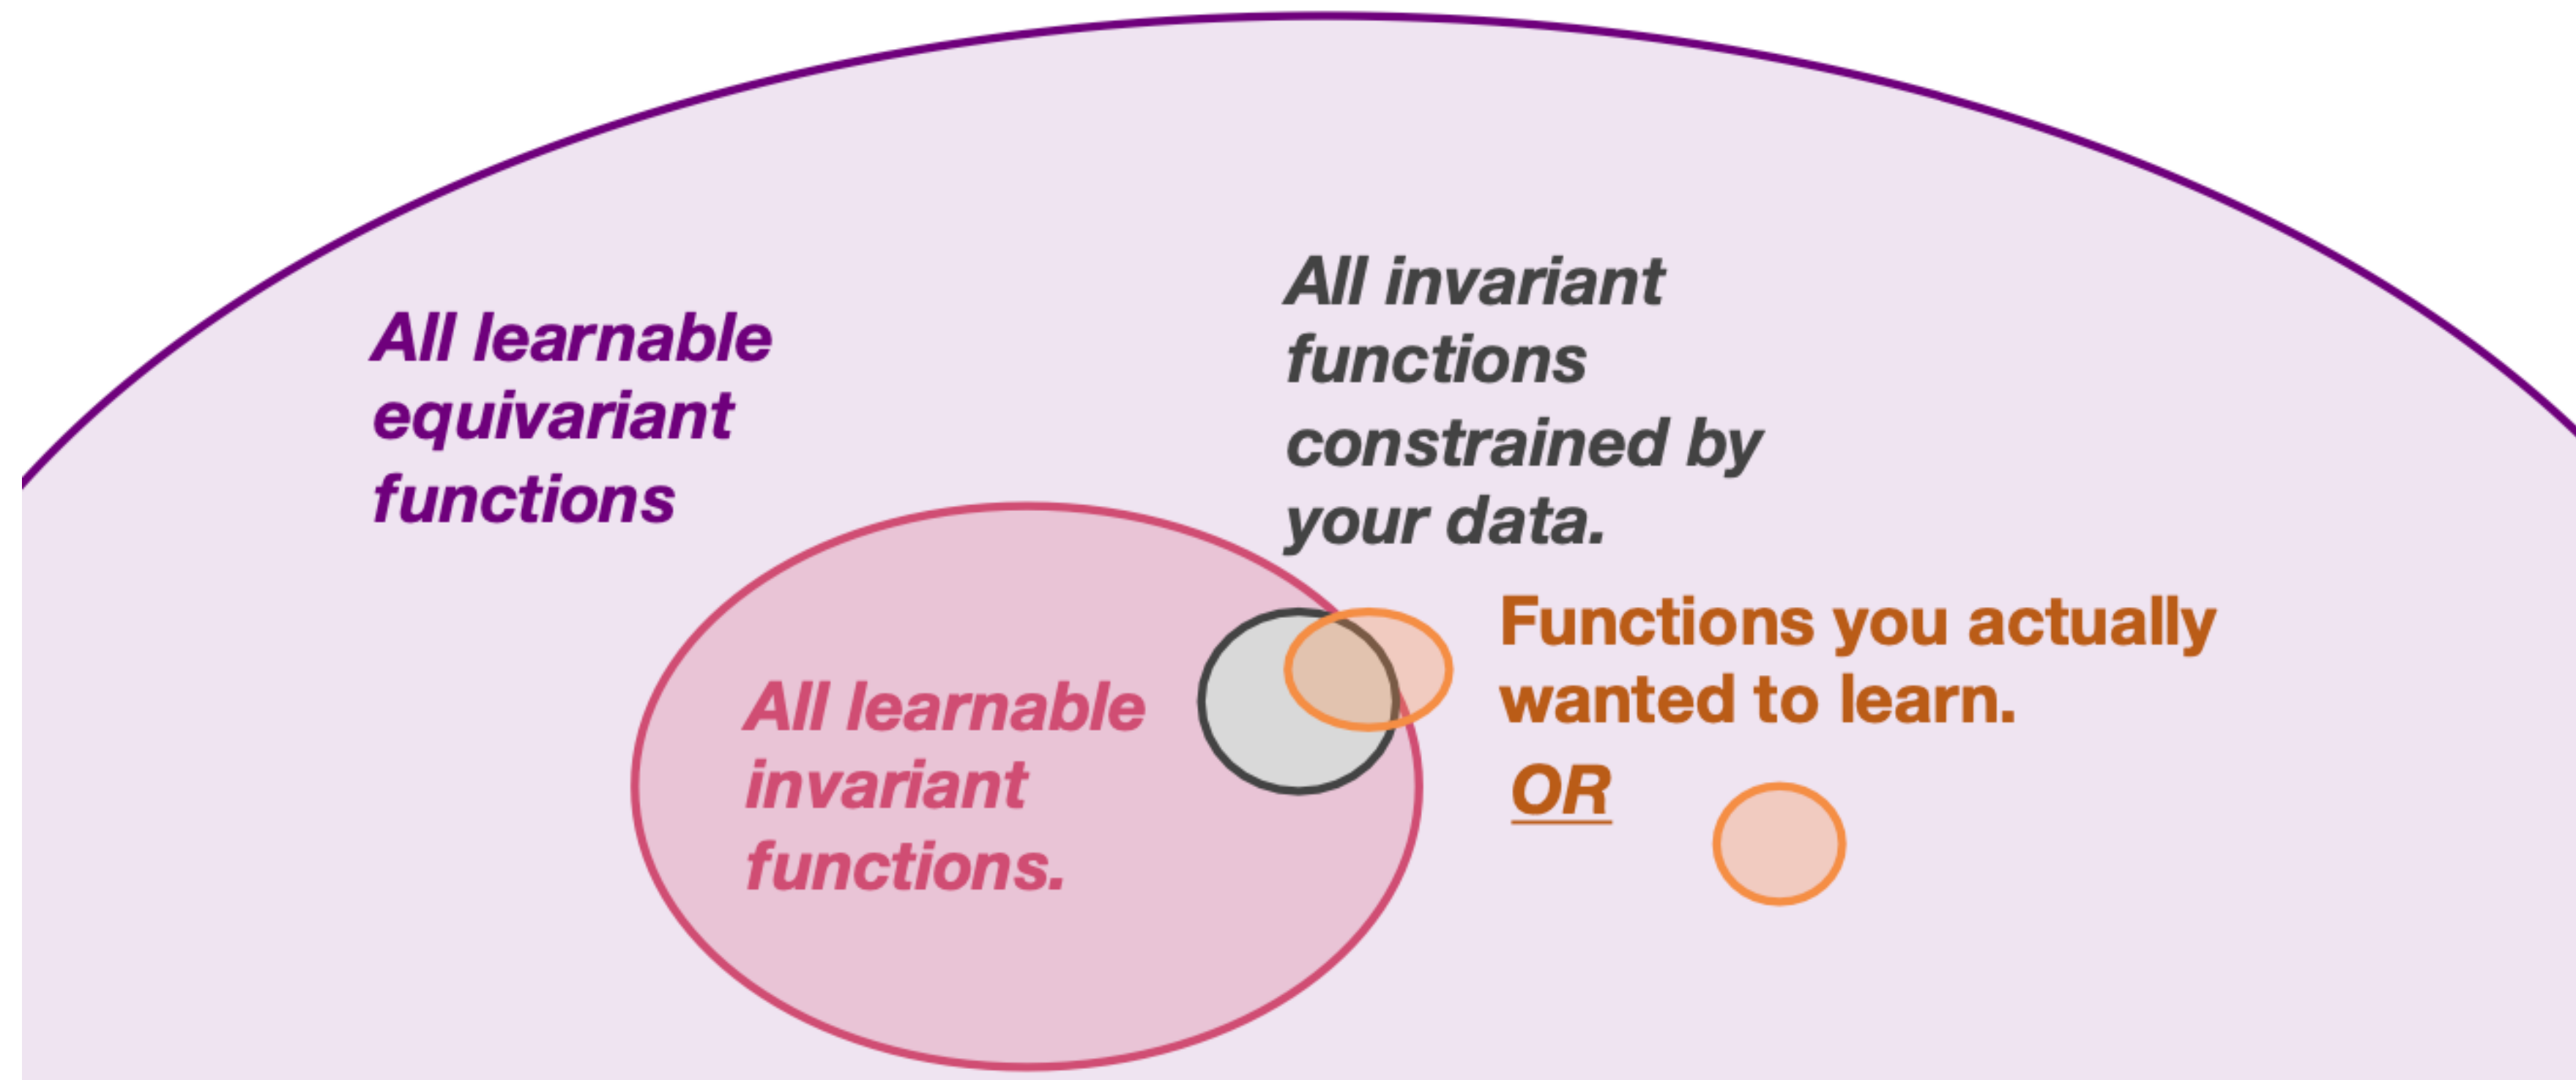 All learnable
equivariant
functions
All invariant
functions
constrained by
your data.
All learnable
invariant
functions.
Functions you actually
wanted to learn.
OR